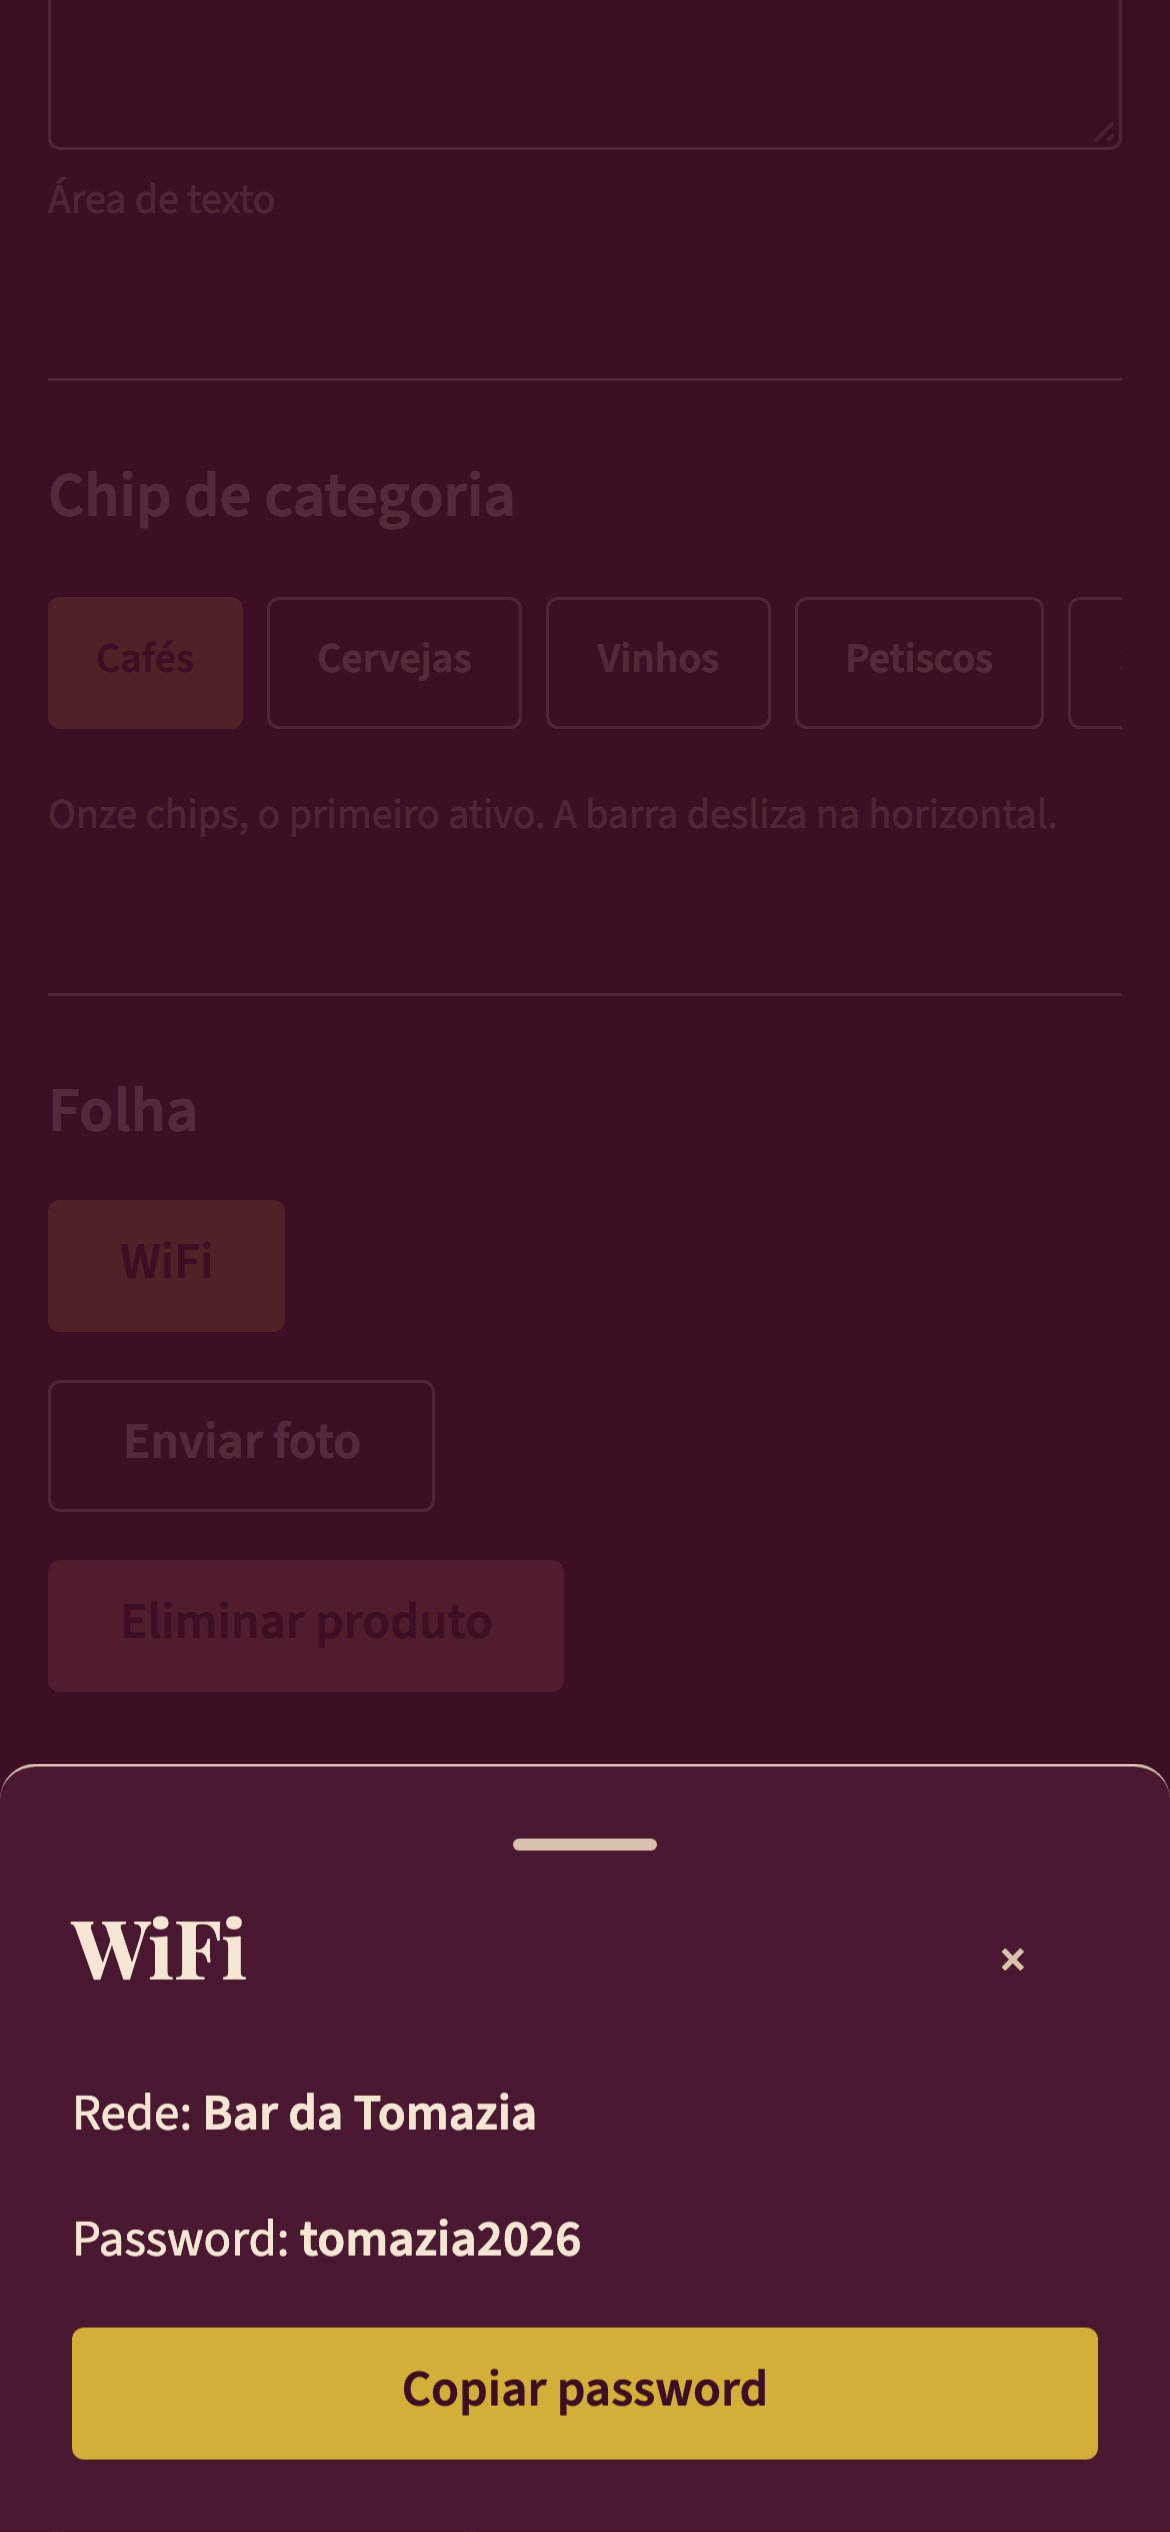 Área de texto
Chip de categoria
Cafés
Cervejas
Vinhos
Petiscos
Onze chips, o primeiro ativo. A barra desliza na horizontal.
Folha
WiFi
Enviar foto
Eliminar produto
WiFi
×
Rede: Bar da Tomazia
Password: tomazia2026
Copiar password